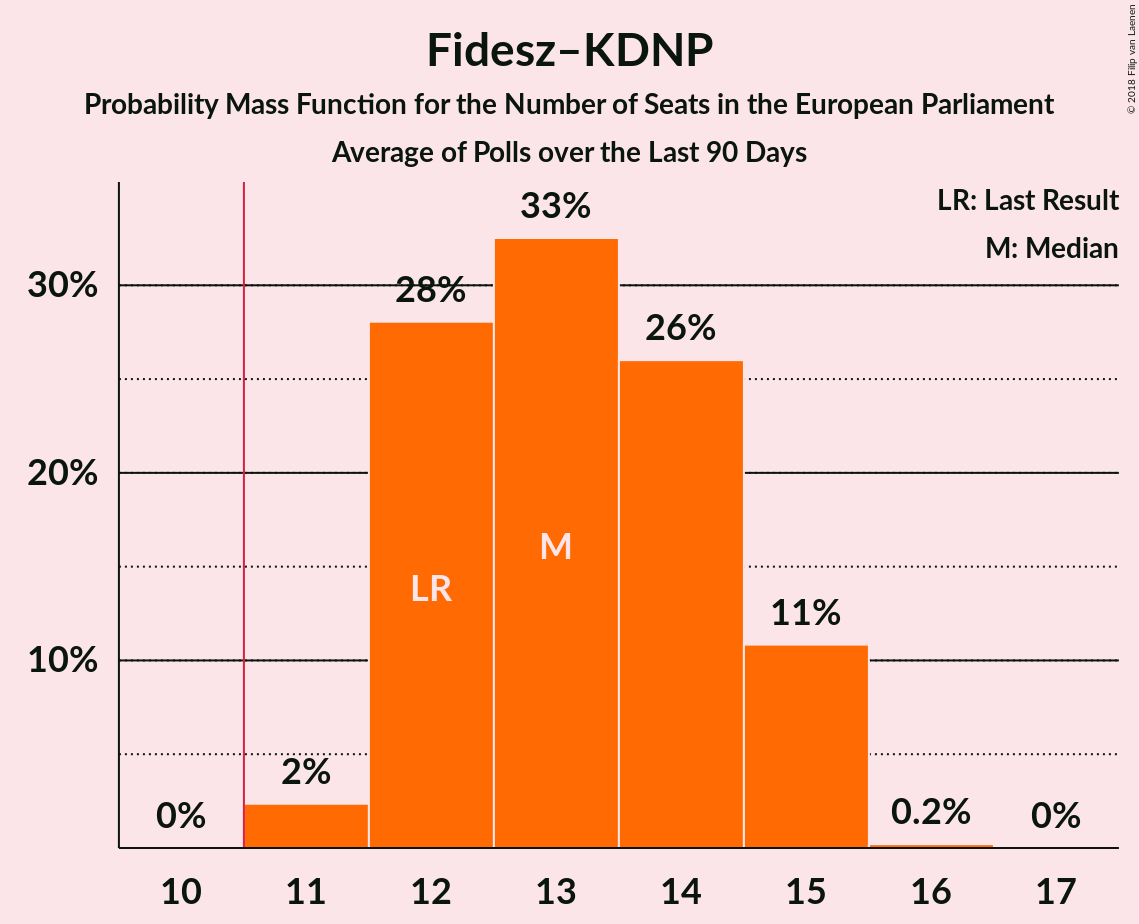 Fidesz–KDNP
Probability Mass Function for the Number of Seats in the European Parliament
Average of Polls over the Last 90 Days
© 2018 Filip van Laenen
LR: Last Result
M: Median
30%
20%
10%
0%
2%
28%
33%
26%
11%
0.2%
0%
LR
M
10
11
12
13
14
15
16
17